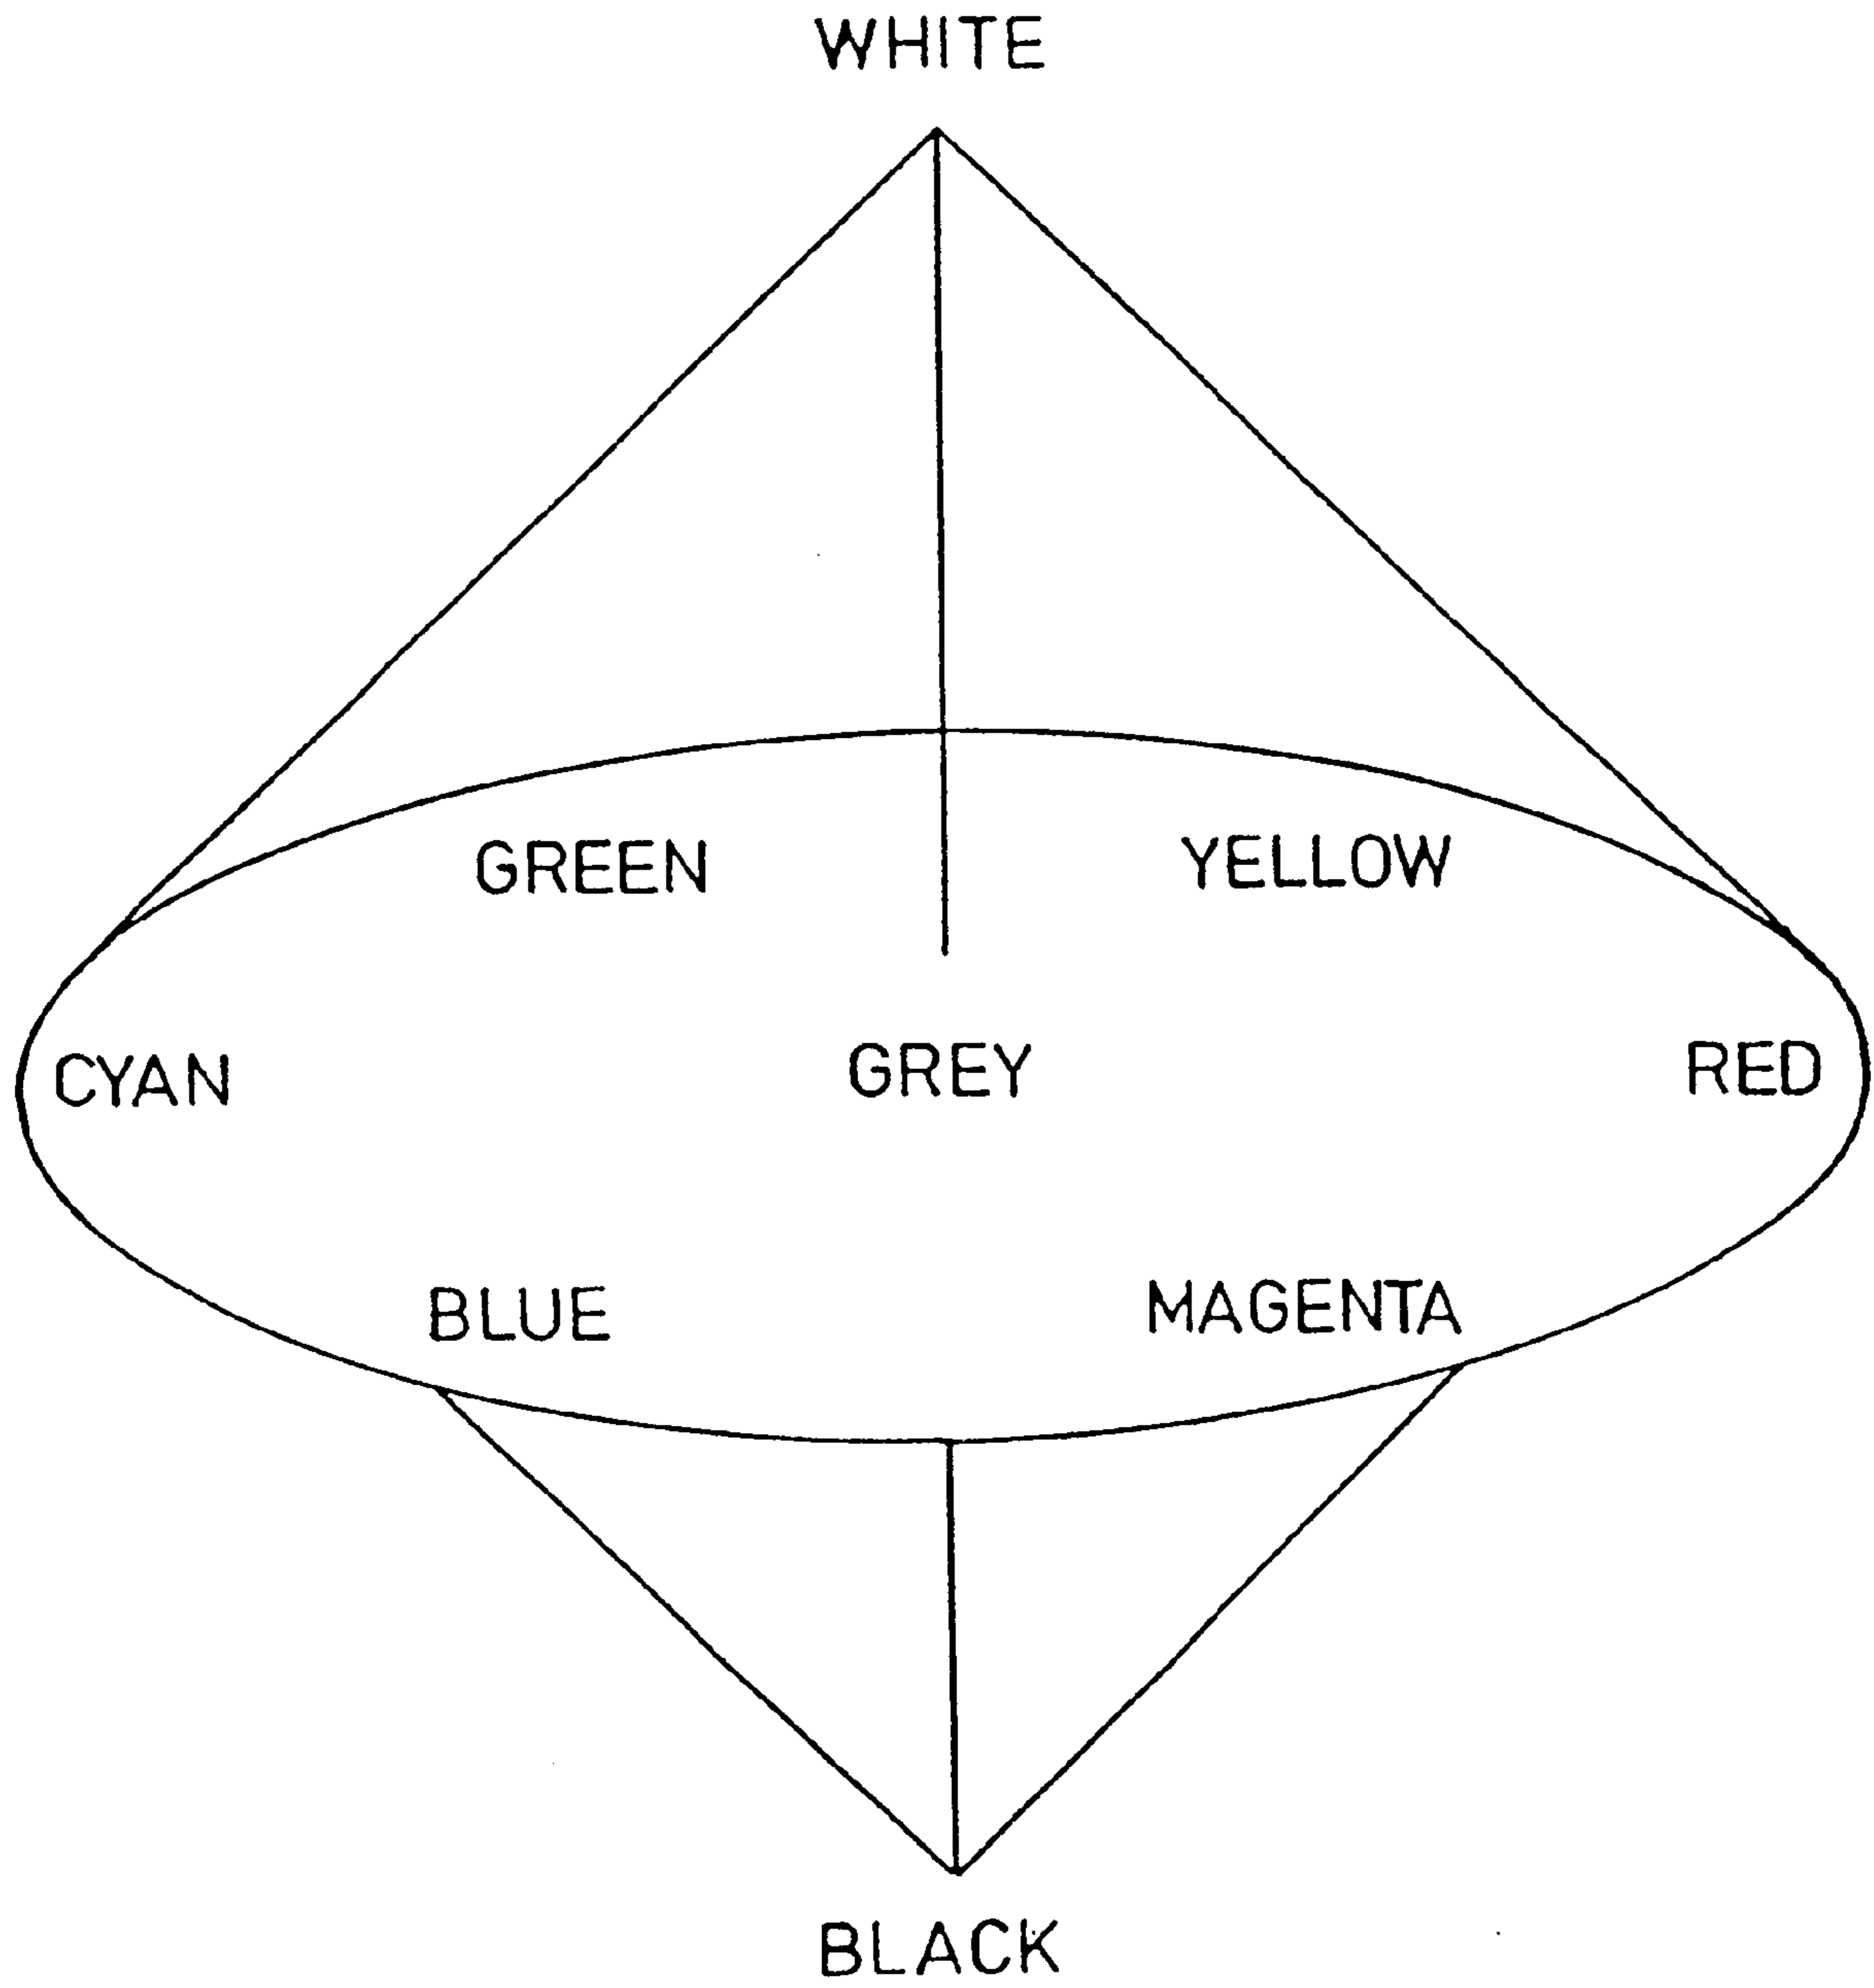 WHITE
GREEN YELLOW
CYAN GREY RED
BLUE MAGENTA
BLACK